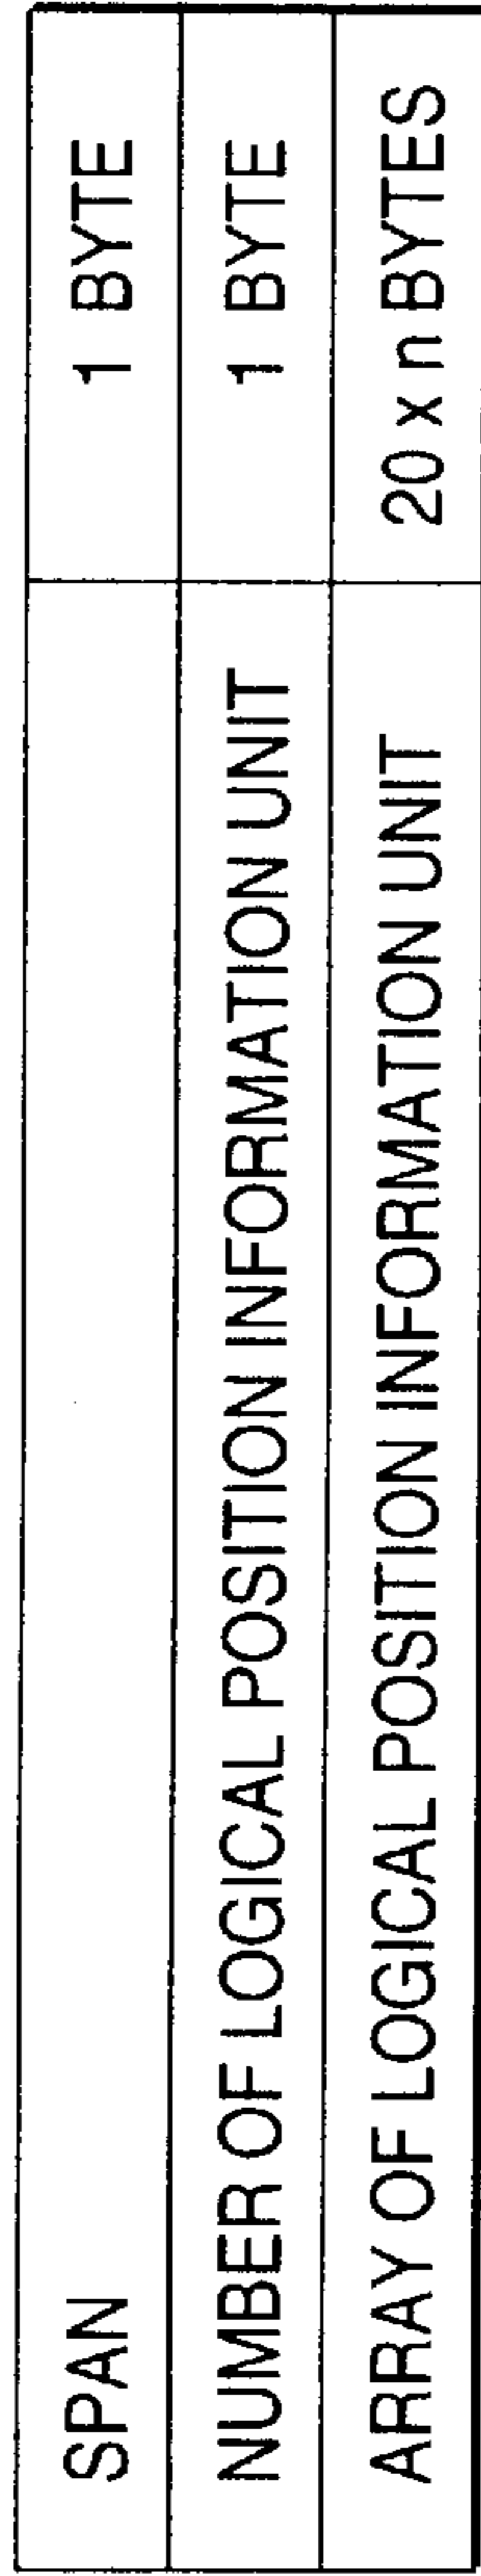 SPAN 1 BYTE
NUMBER OF LOGICAL POSITION INFORMATION UNIT 1 BYTE
ARRAY OF LOGICAL POSITION INFORMATION UNIT 20 x n BYTES